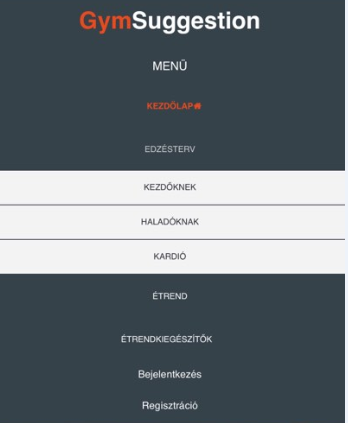 GymSuggestion
MENÜ
KEZDŐLAP
EDZÉSTERV
KEZDŐKNEK
HALADÓKNAK
KARDIÓ
ÉTREND
ÉTRENDKIEGÉSZÍTŐK
Bejelentkezés
Regisztráció